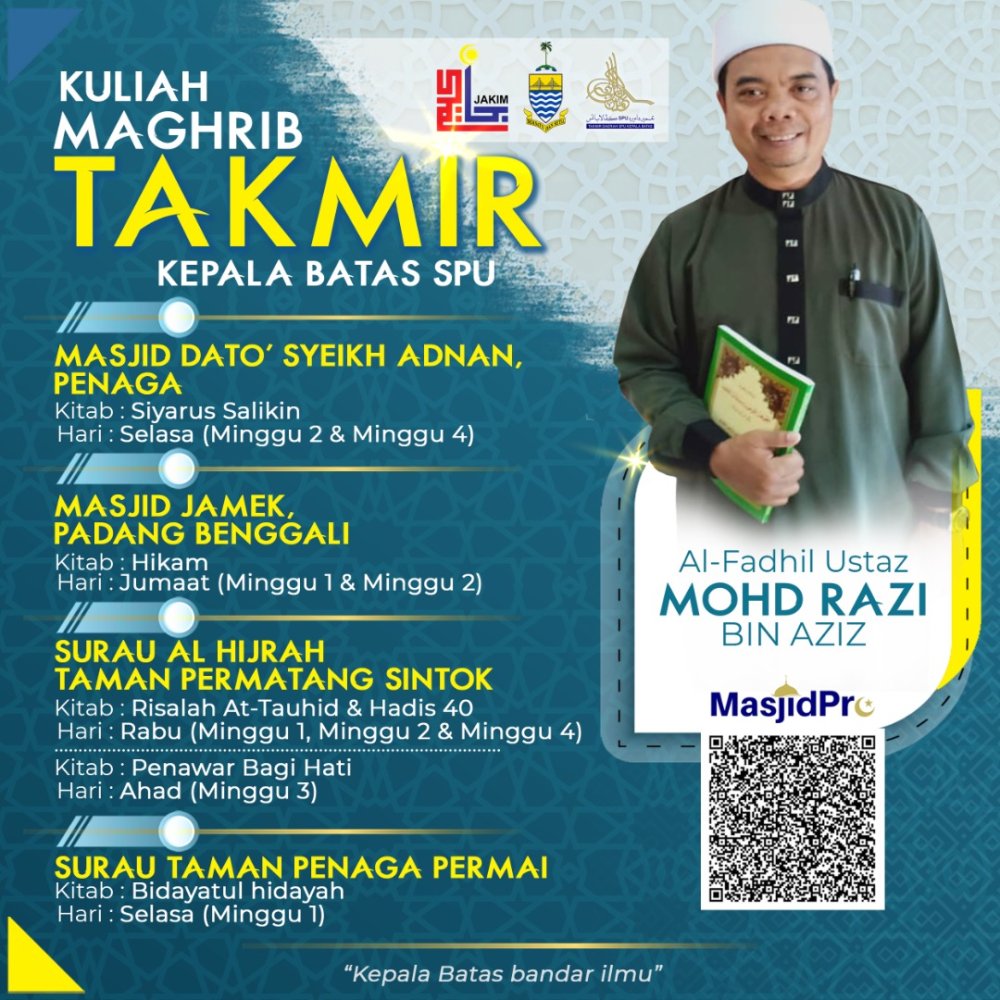 KULIAH
MAGHRIB
TAKMIR
KEPALA BATAS SPU
JAKIM
MASJID DATO' SYEIKH ADNAN,
PENAGA
Kitab : Siyarus Salikin
Hari : Selasa (Minggu 2 & Minggu 4)
MASJID JAMEK,
PADANG BENGGALI
Kitab : Hikam
Hari : Jumaat (Minggu 1 & Minggu 2)
SURAU AL HIJRAH
TAMAN PERMATANG SINTOK
Kitab : Risalah At-Tauhid & Hadis 40
Hari : Rabu (Minggu 1, Minggu 2 & Minggu 4)
Kitab : Penawar Bagi Hati
Hari : Ahad (Minggu 3)
SURAU TAMAN PENAGA PERMAI
Kitab : Bidayatul hidayah
Hari : Selasa (Minggu 1)
Al-Fadhil Ustaz
MOHD RAZI
BIN AZIZ
MasjidPro
"Kepala Batas bandar ilmu"